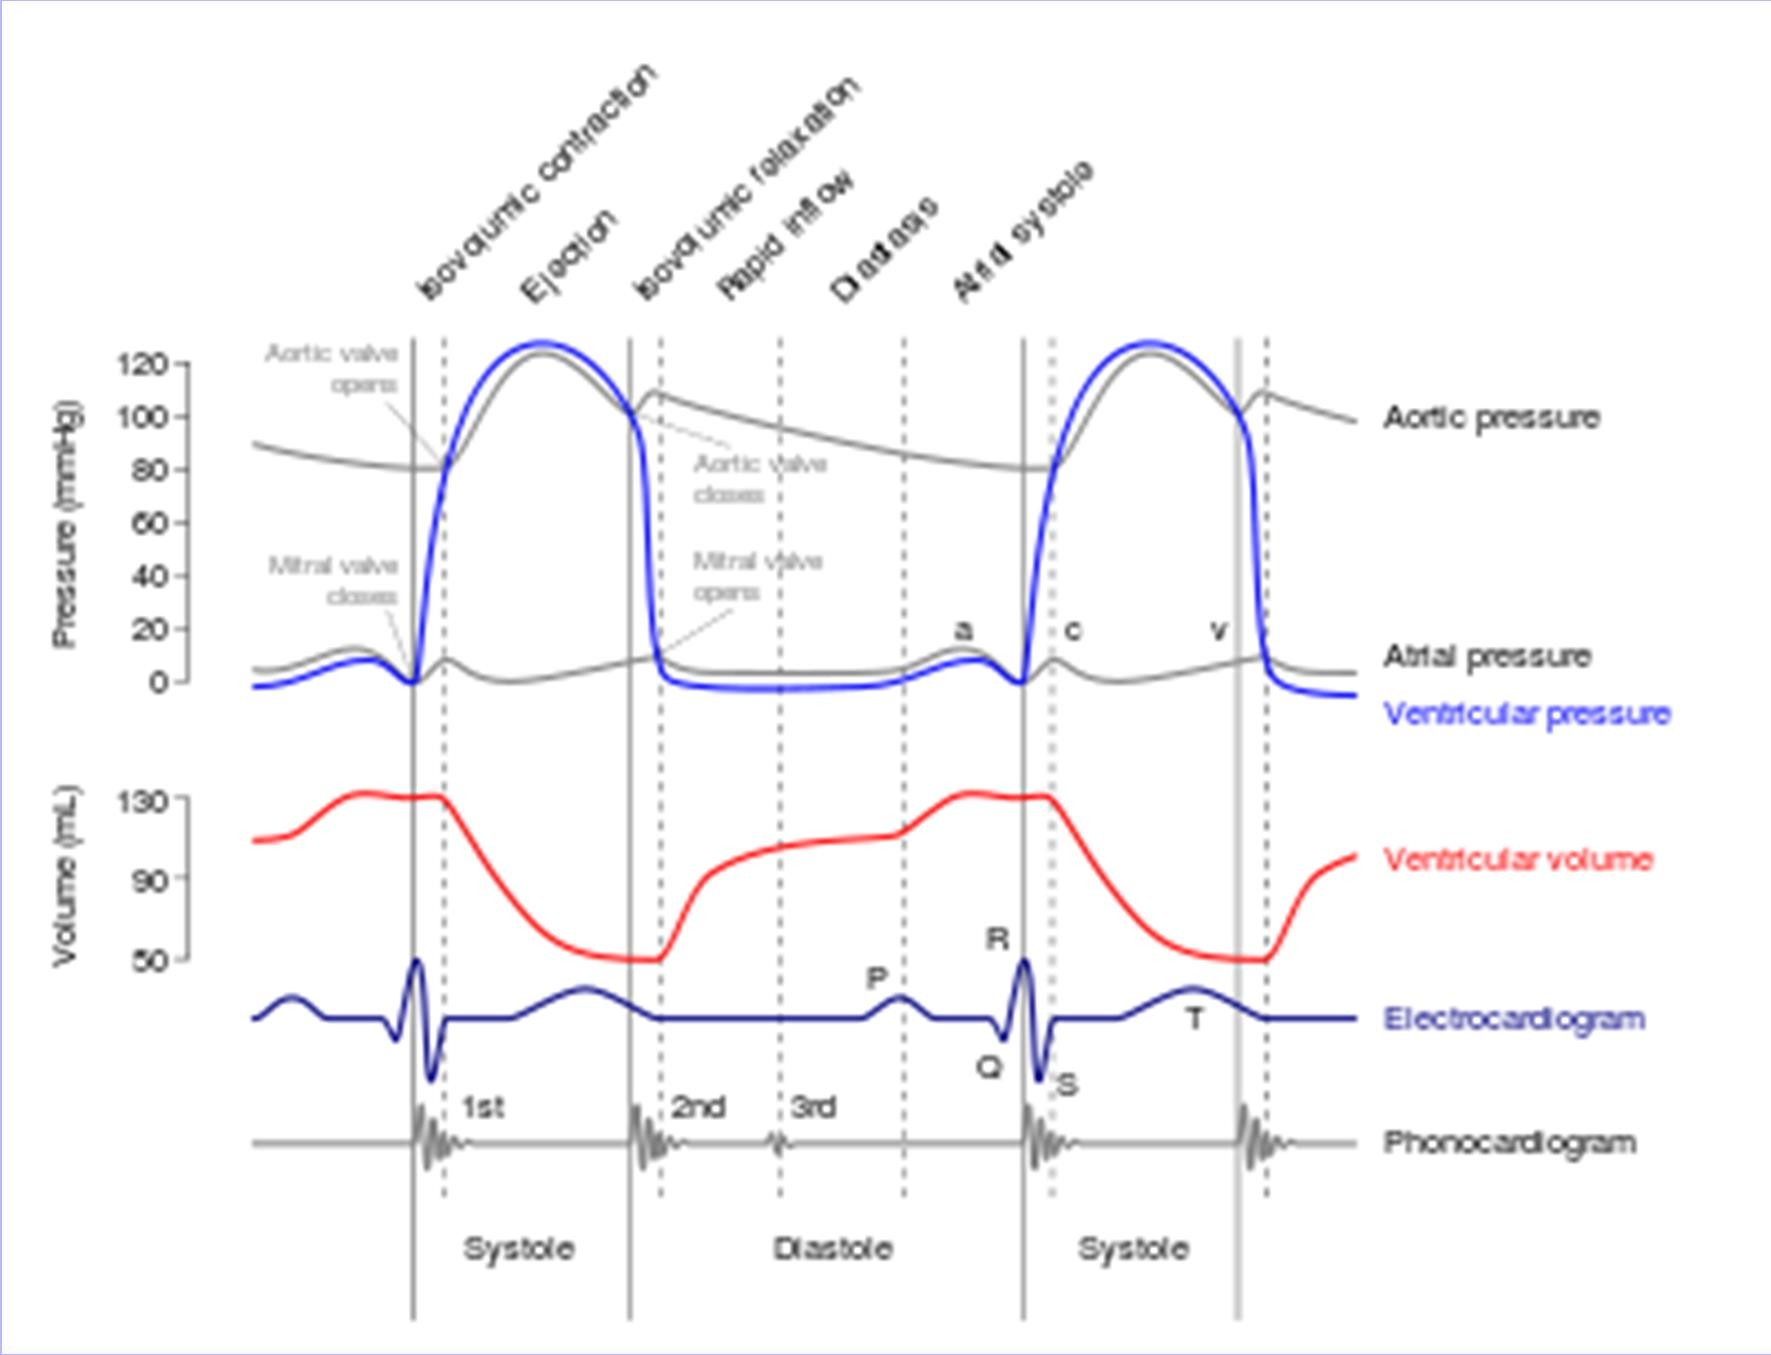 Isovolumic contraction
Ejection
Isovolumic relaxation
Rapid inflow
Diastasis
Atrial systole
Aortic valve
opens
120
100
80
60
40
20
0
Pressure (mmHg)
Aortic pressure
Aortic valve
closes
Mitral valve
closes
Mitral valve
opens
a
c
v
Atrial pressure
Ventricular pressure
130
90
50
Volume (mL)
Ventricular volume
R
P
Q
S
T
Electrocardiogram
1st
2nd
3rd
Phonocardiogram
Systole
Diastole
Systole